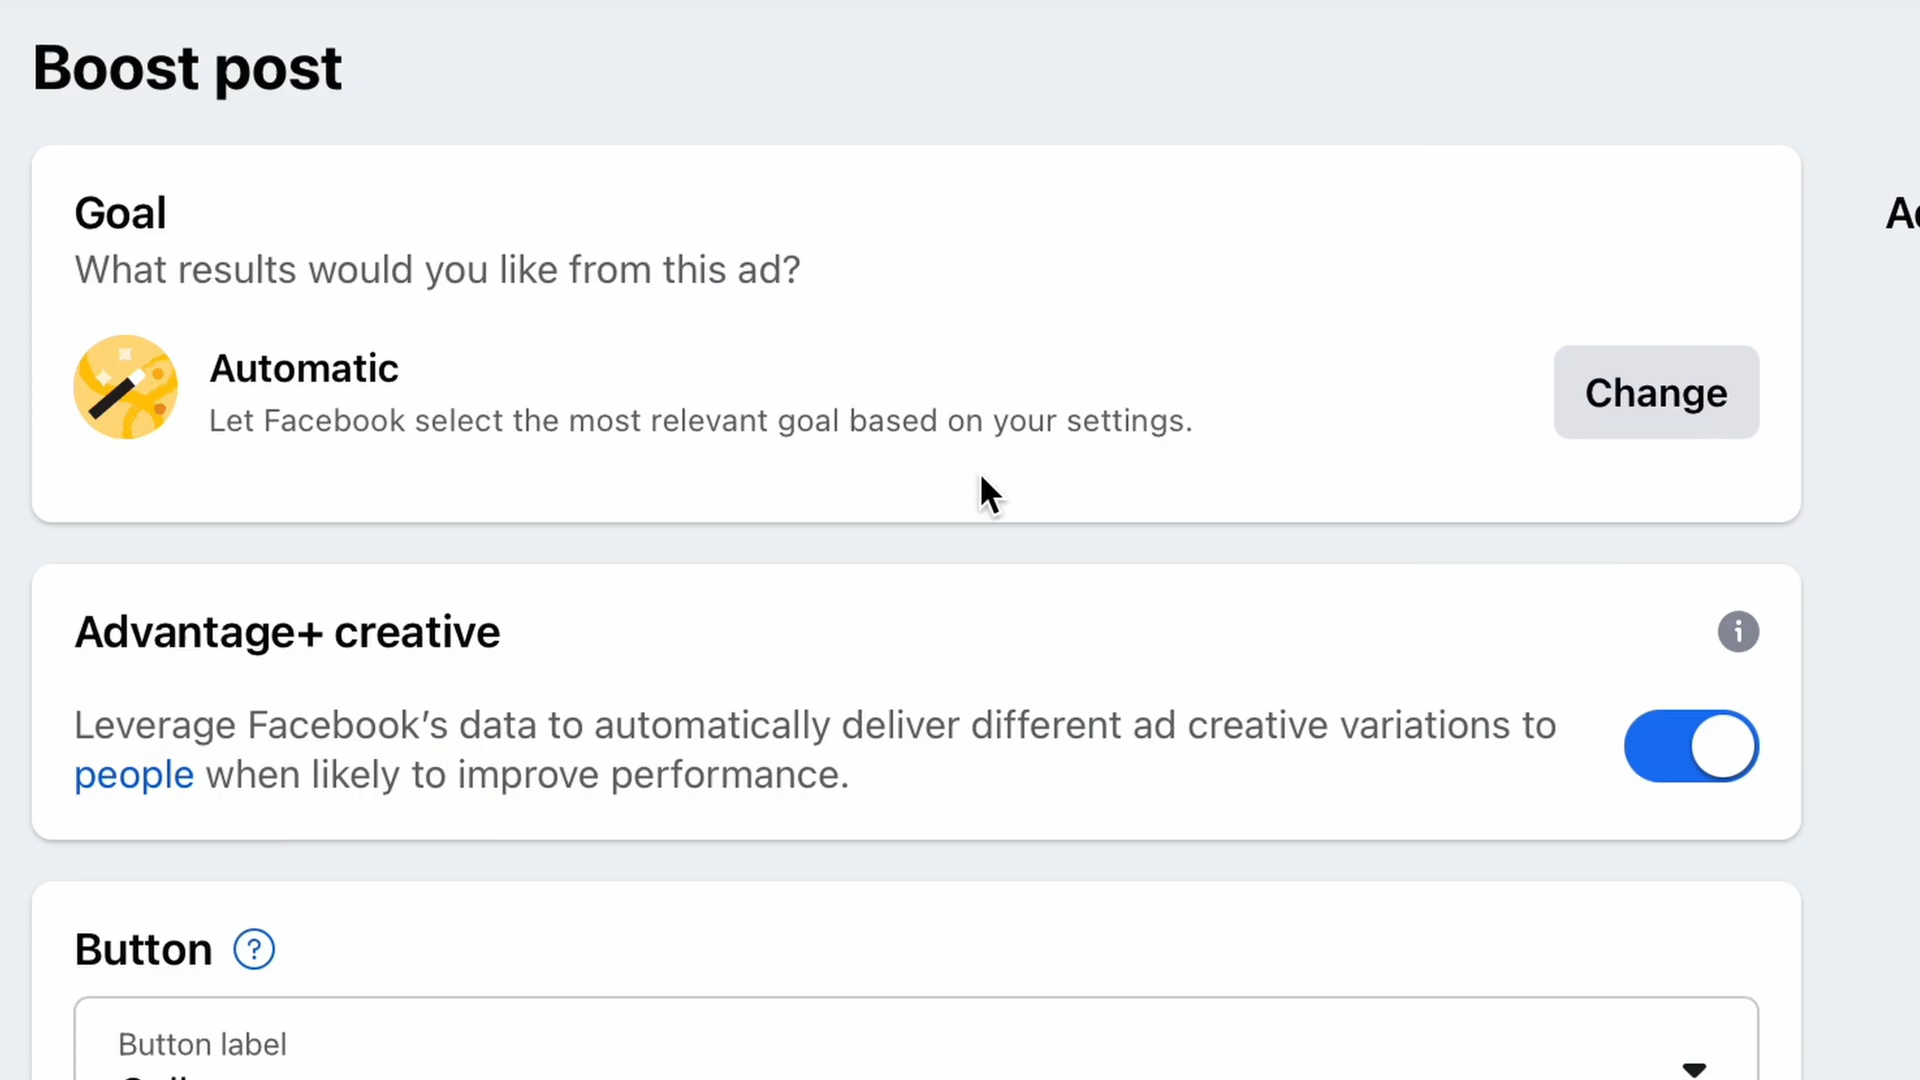 Boost post
Goal
What results would you like from this ad?
Automatic
Let Facebook select the most relevant goal based on your settings.
Change
Advantage+ creative
Leverage Facebook’s data to automatically deliver different ad creative variations to
people when likely to improve performance.
Button
Button label